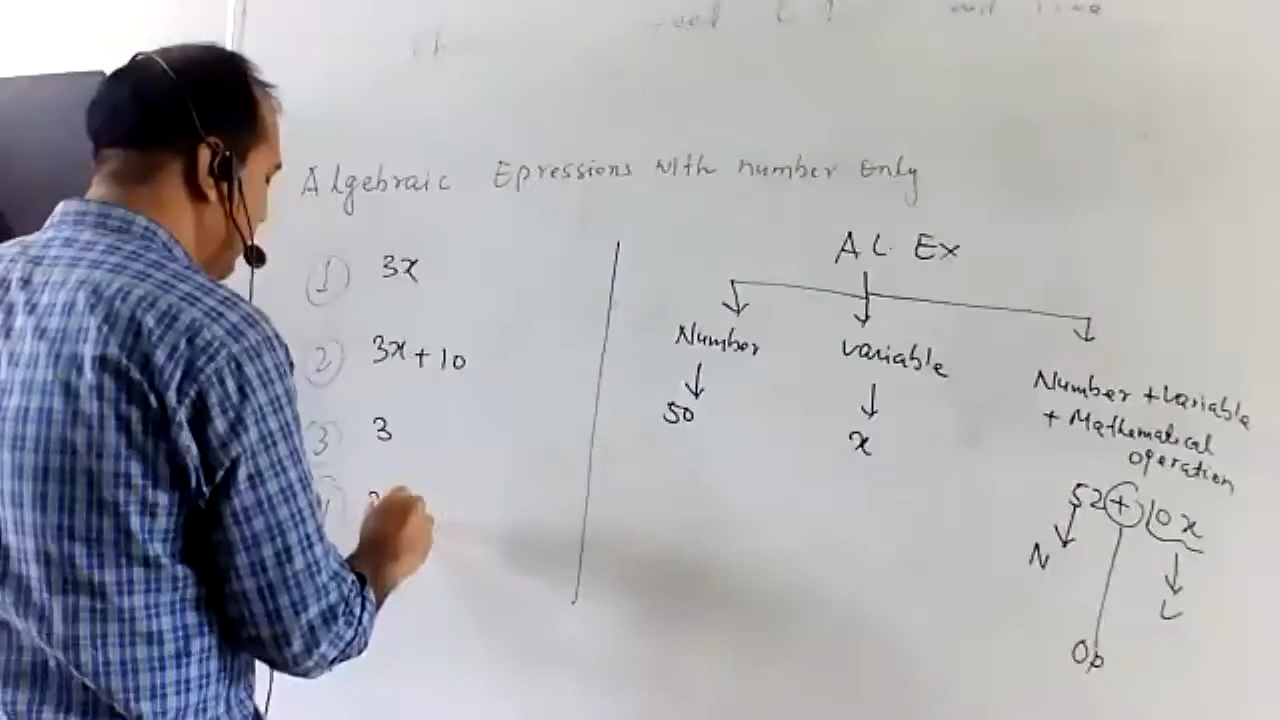 Algebraic Epressions with number only
1 3x
2 3x + 10
3 3
AL. Ex
Number
variable
Number + Variable
+ Mathematical
operation
50
x
52 + 10x
N
Op